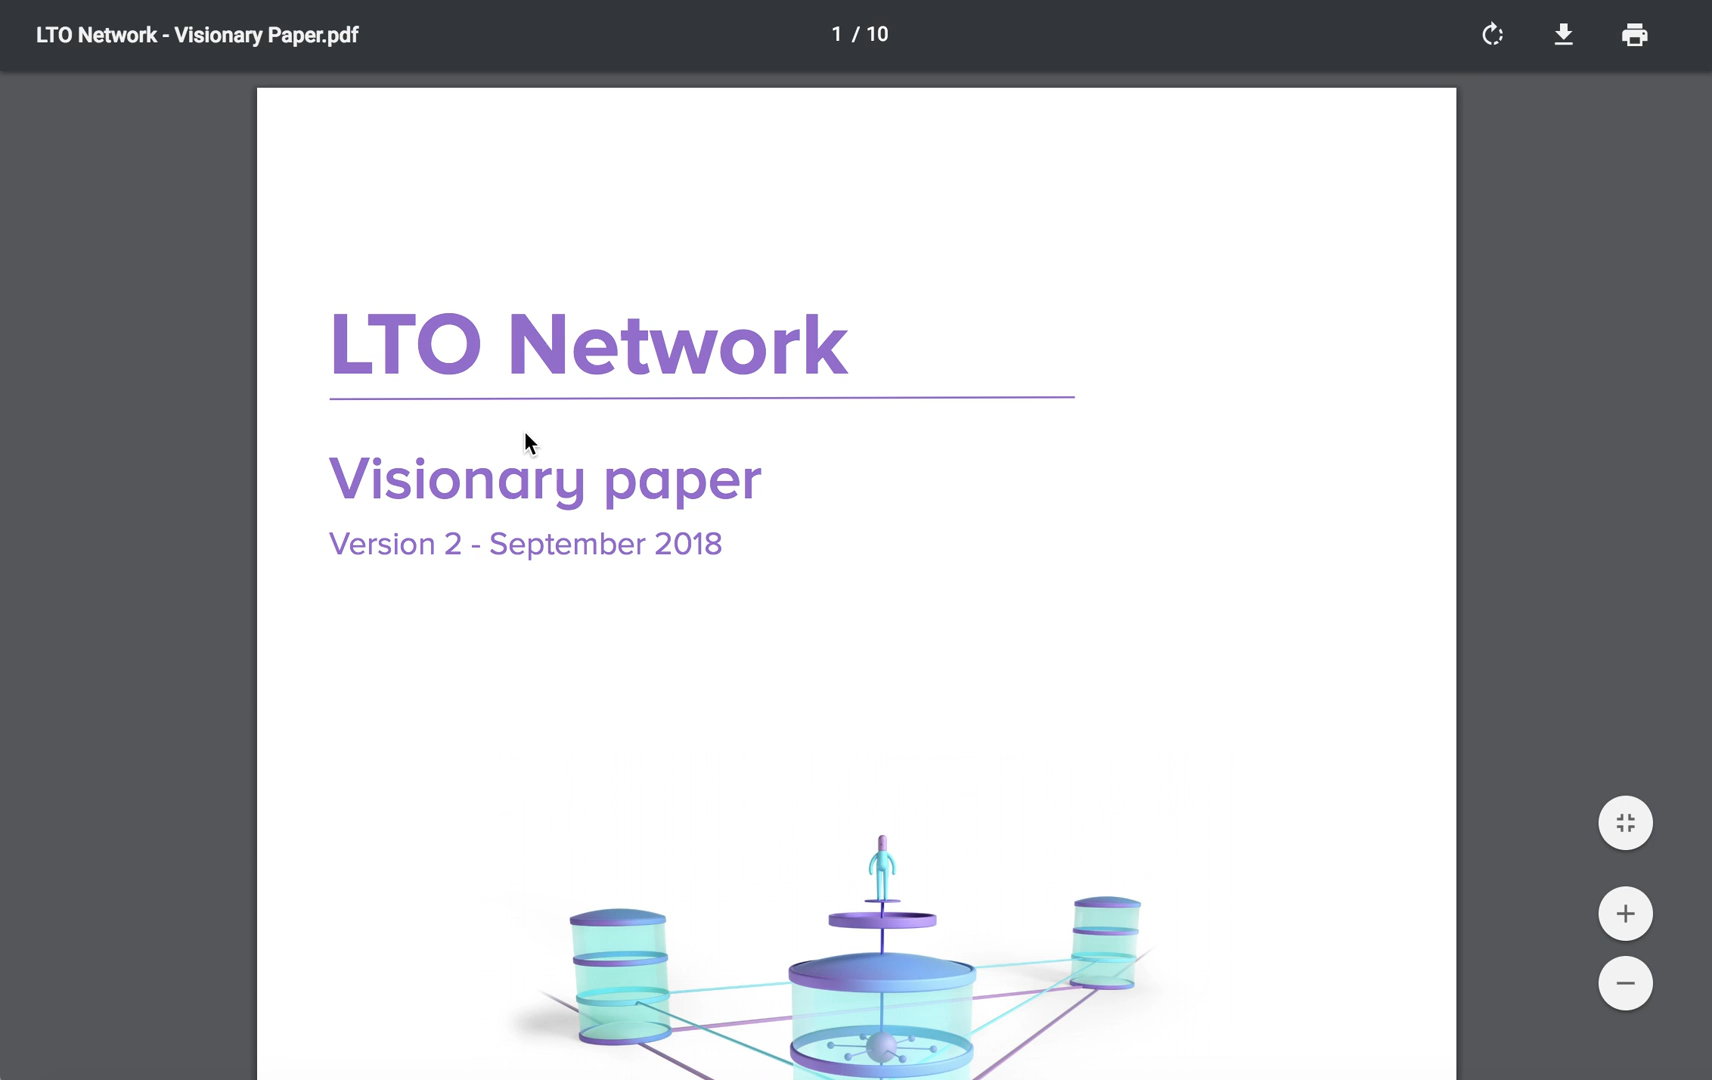 LTO Network - Visionary Paper.pdf
1 / 10
LTO Network
Visionary paper
Version 2 - September 2018